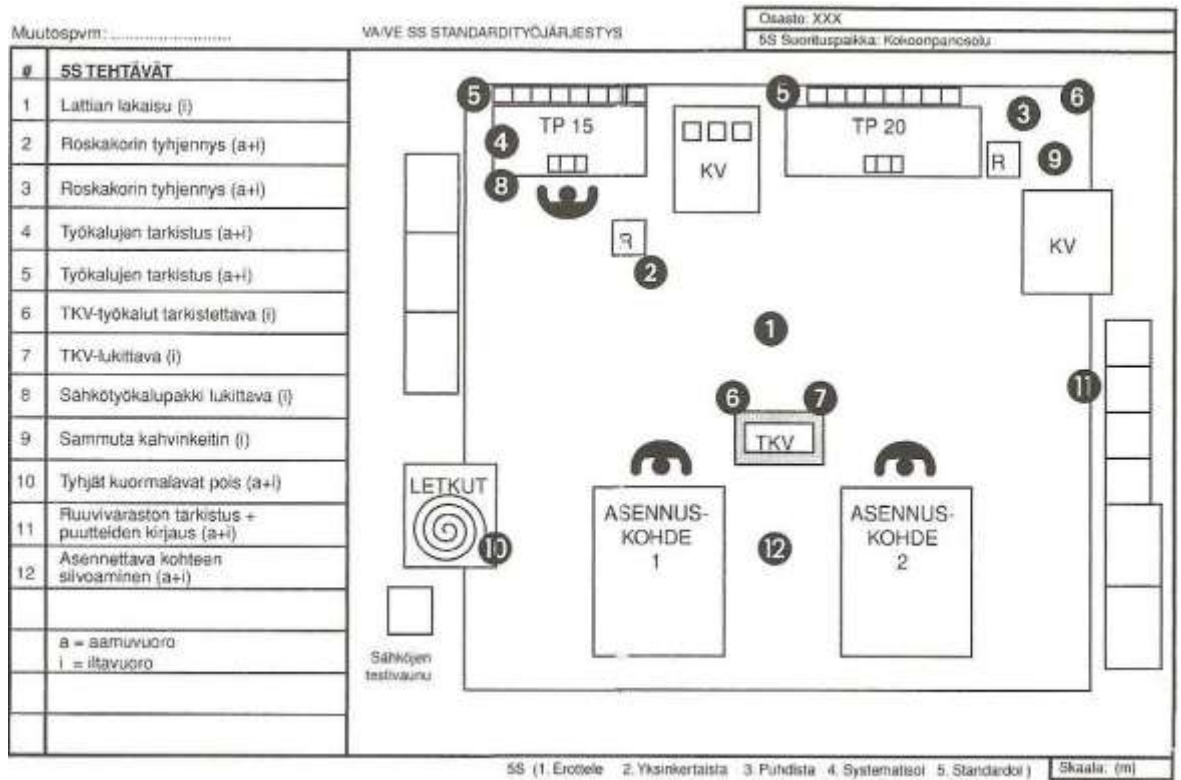 Muutospvm: ........................
VA/VE 5S STANDARDITYÖJÄRJESTYS
Osasto: XXX
5S Suorituspaikka: Kokoonpanosolu
# 5S TEHTÄVÄT
1 Lattian lakaisu (i)
2 Roskakorin tyhjennys (a+i)
3 Roskakorin tyhjennys (a+i)
4 Työkalujen tarkistus (a+i)
5 Työkalujen tarkistus (a+i)
6 TKV-työkalut tarkistettava (i)
7 TKV-lukittava (i)
8 Sähkötyökalupakki lukittava (i)
9 Sammuta kahvinkeitin (i)
10 Tyhjät kuormalavat pois (a+i)
11 Ruuvivaraston tarkistus +
puutteiden kirjaus (a+i)
12 Asennettava kohteen
siivoaminen (a+i)
a = aamuvuoro
i = iltavuoro
5
5
6
TP 15
TP 20
3
4
KV
R
9
8
KV
R
2
1
11
6
7
TKV
LETKUT
10
ASENNUS-
KOHDE
1
12
ASENNUS-
KOHDE
2
Sähköjen
testivaunu
5S (1. Erottele 2. Yksinkertaista 3. Puhdista 4. Systematisoi 5. Standardoi)
Skaala: (m)